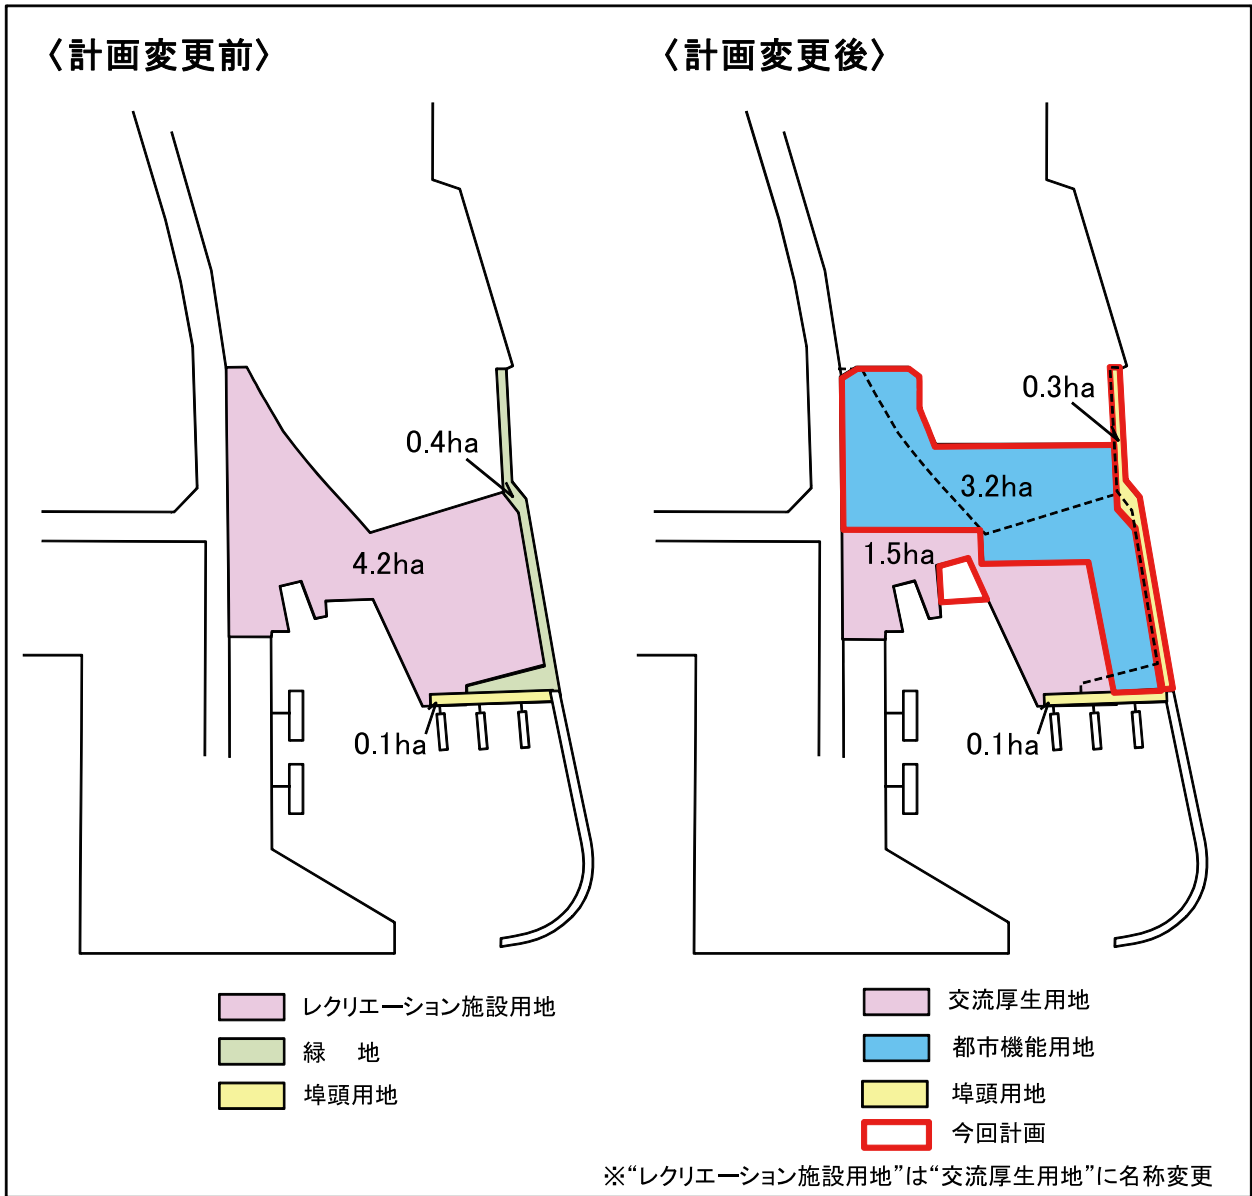 〈計画変更前〉
0.4ha
4.2ha
0.1ha
レクリエーション施設用地
緑　地
埠頭用地
〈計画変更後〉
0.3ha
3.2ha
1.5ha
0.1ha
交流厚生用地
都市機能用地
埠頭用地
今回計画
※“レクリエーション施設用地”は“交流厚生用地”に名称変更